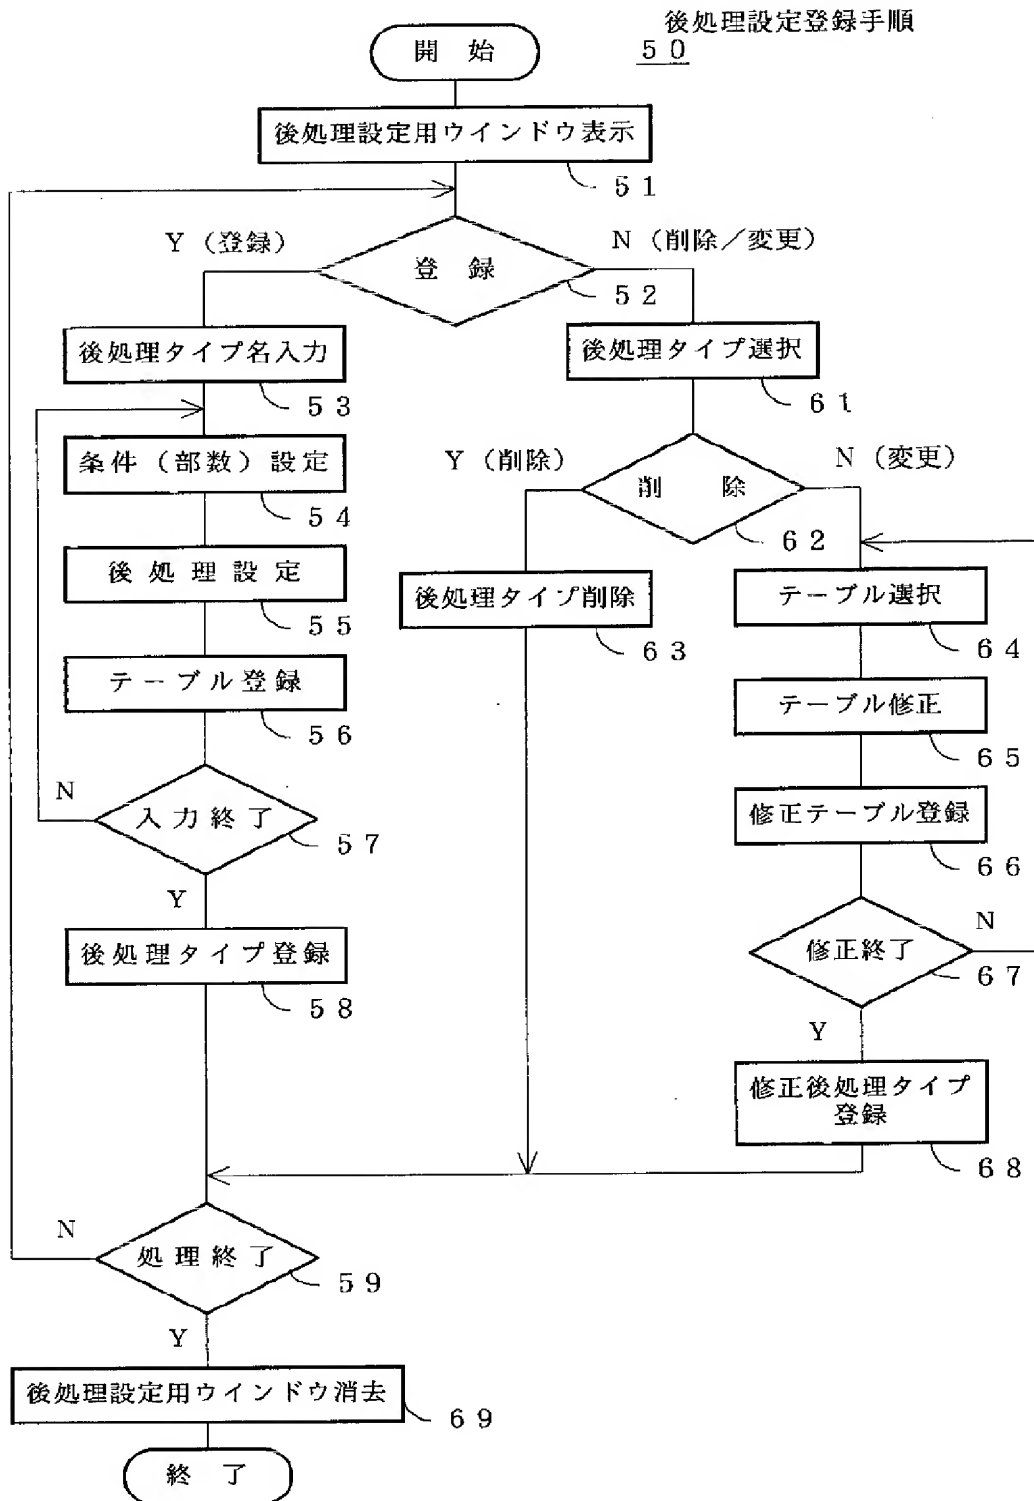 後処理設定登録手順
５０
開　始
後処理設定用ウインドウ表示
５１
Ｙ（登録）
Ｎ（削除／変更）
登　録
５２
後処理タイプ名入力
５３
後処理タイプ選択
６１
条件（部数）設定
５４
Ｙ（削除）
Ｎ（変更）
削　除
６２
後処理設定
５５
後処理タイプ削除
６３
テーブル選択
６４
テーブル登録
５６
テーブル修正
６５
Ｎ
入力終了
５７
修正テーブル登録
６６
Ｙ
後処理タイプ登録
５８
Ｎ
修正終了
６７
Ｙ
修正後処理タイプ
登録
６８
Ｎ
処理終了
５９
Ｙ
後処理設定用ウインドウ消去
６９
終　了